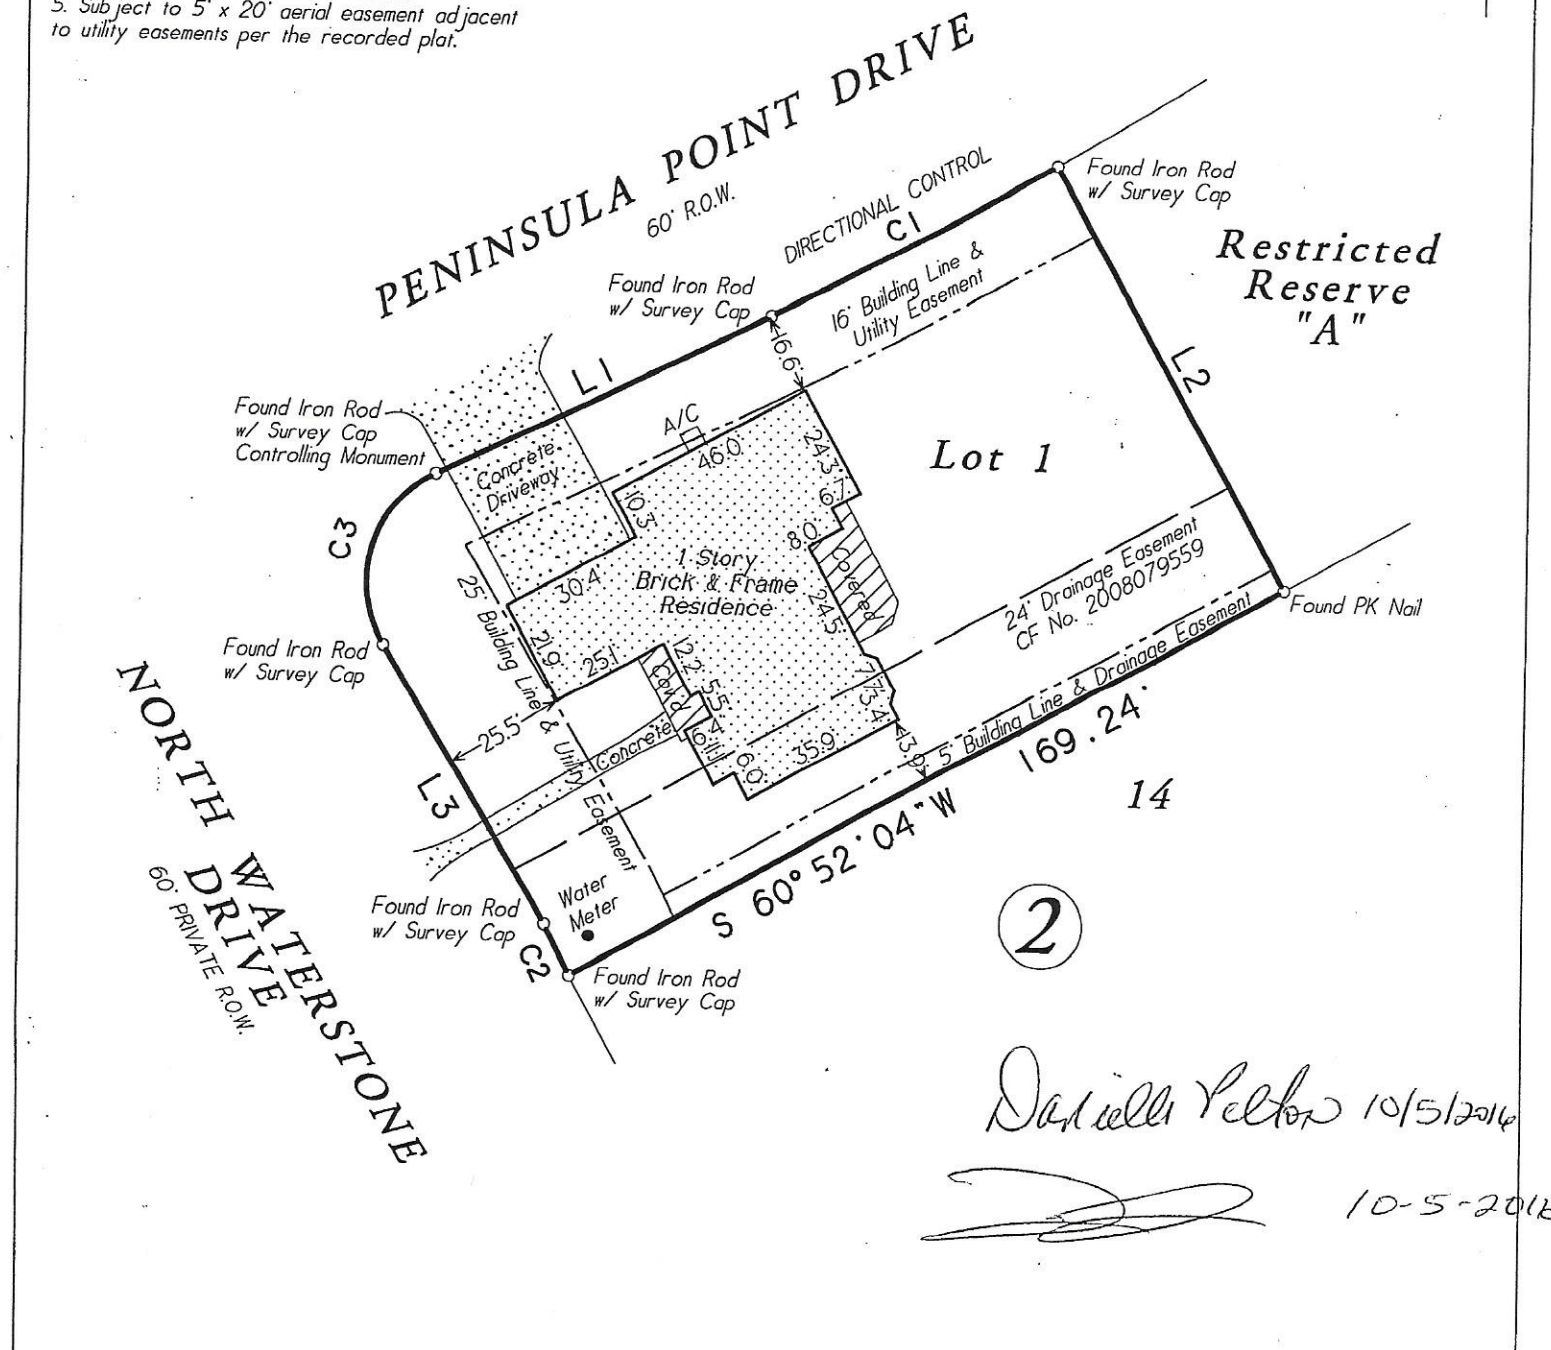 5. Subject to 5' x 20' aerial easement adjacent
to utility easements per the recorded plat.
PENINSULA POINT DRIVE
60' R.O.W.
DIRECTIONAL CONTROL
C1
Found Iron Rod
w/ Survey Cap
Restricted
Reserve
"A"
Found Iron Rod
w/ Survey Cap
16' Building Line &
Utility Easement
16.6'
L1
L2
Found Iron Rod
w/ Survey Cap
Controlling Monument
A/C
46.0
Concrete
Driveway
24.3
Lot 1
6.7
10.3
8.0
C3
Covered
1 Story
Brick & Frame
Residence
30.4
24.5
24' Drainage Easement
CF No. 2008079559
Found PK Nail
25' Building Line & Utility Easement
21.9
25.1
12.2
Cov'd
5.5
7.7
3.4
Found Iron Rod
w/ Survey Cap
25.5'
Concrete
4
6.0
35.9
13.9'
5' Building Line & Drainage Easement
S 60° 52' 04" W
169.24'
14
L3
NORTH WATERSTONE
DRIVE
60' PRIVATE R.O.W.
Water
Meter
Found Iron Rod
w/ Survey Cap
C2
Found Iron Rod
w/ Survey Cap
2
10/5/2016
10-5-2016